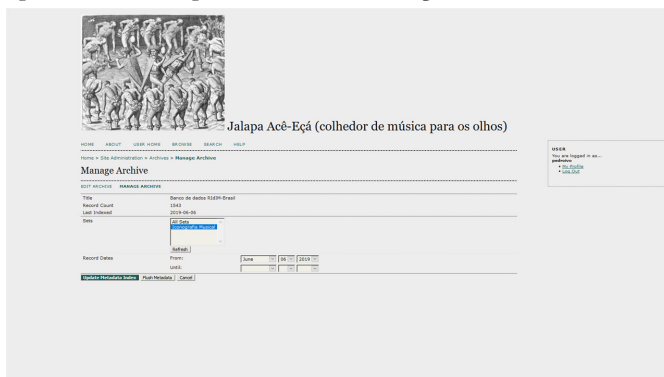 Jalapa Acê-Eçá (colhedor de música para os olhos)
HOME ABOUT USER HOME BROWSE SEARCH HELP
Home > Site Administration > Archives > Manage Archive
Manage Archive
EDIT ARCHIVE MANAGE ARCHIVE
Title Banco de dados RIdIM-Brasil
Record Count 1543
Last Indexed 2019-06-06
Sets All Sets
Iconografia Musical
Refresh
Record Dates From: June 06 2019
Until:
Update Metadata Index Flush Metadata Cancel
USER
You are logged in as...
My Profile
Log Out